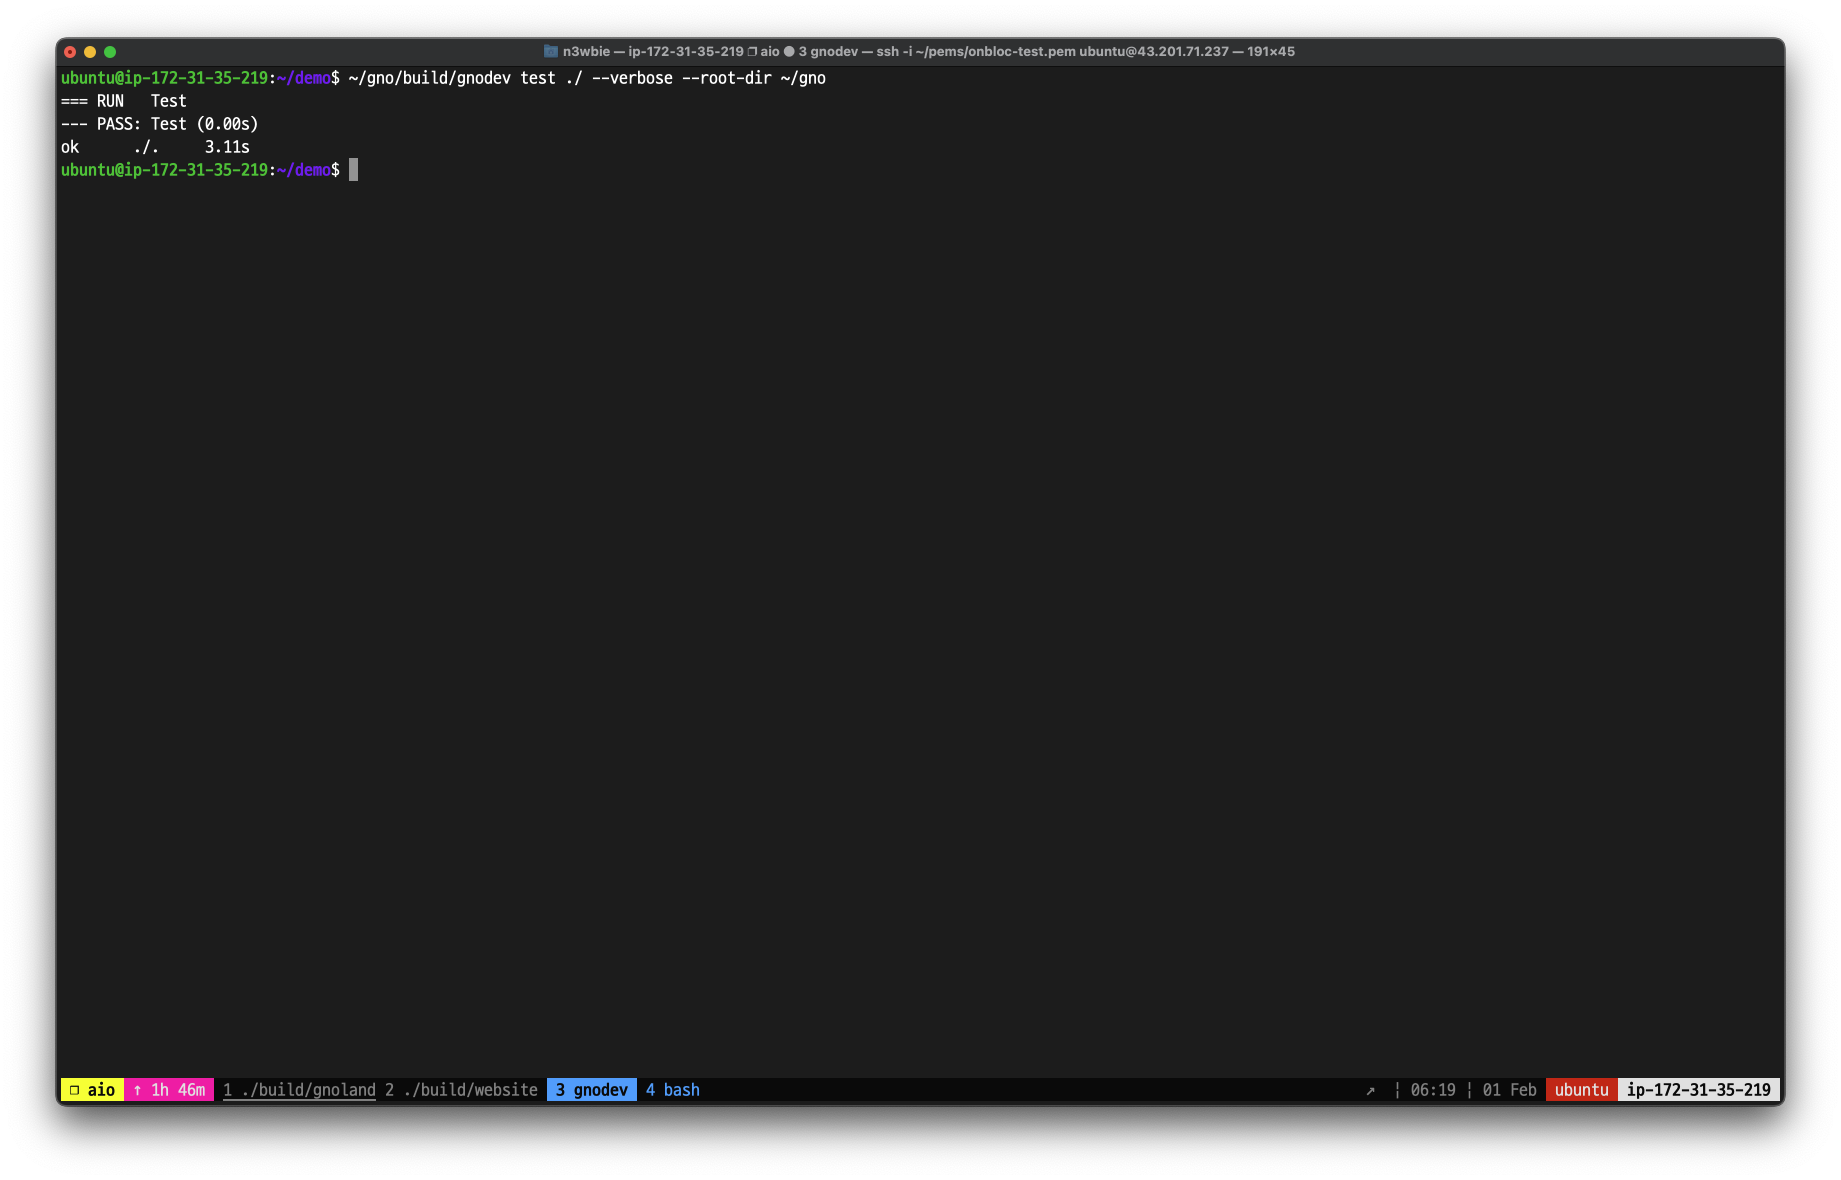 n3wbie — ip-172-31-35-219 ❐ aio ● 3 gnodev — ssh -i ~/pems/onbloc-test.pem ubuntu@43.201.71.237 — 191×45
ubuntu@ip-172-31-35-219:~/demo$ ~/gno/build/gnodev test ./ --verbose --root-dir ~/gno
=== RUN   Test
--- PASS: Test (0.00s)
ok      ./.     3.11s
ubuntu@ip-172-31-35-219:~/demo$
❐ aio ↑ 1h 46m 1 ./build/gnoland 2 ./build/website 3 gnodev 4 bash ↗ ¦ 06:19 ¦ 01 Feb ubuntu ip-172-31-35-219